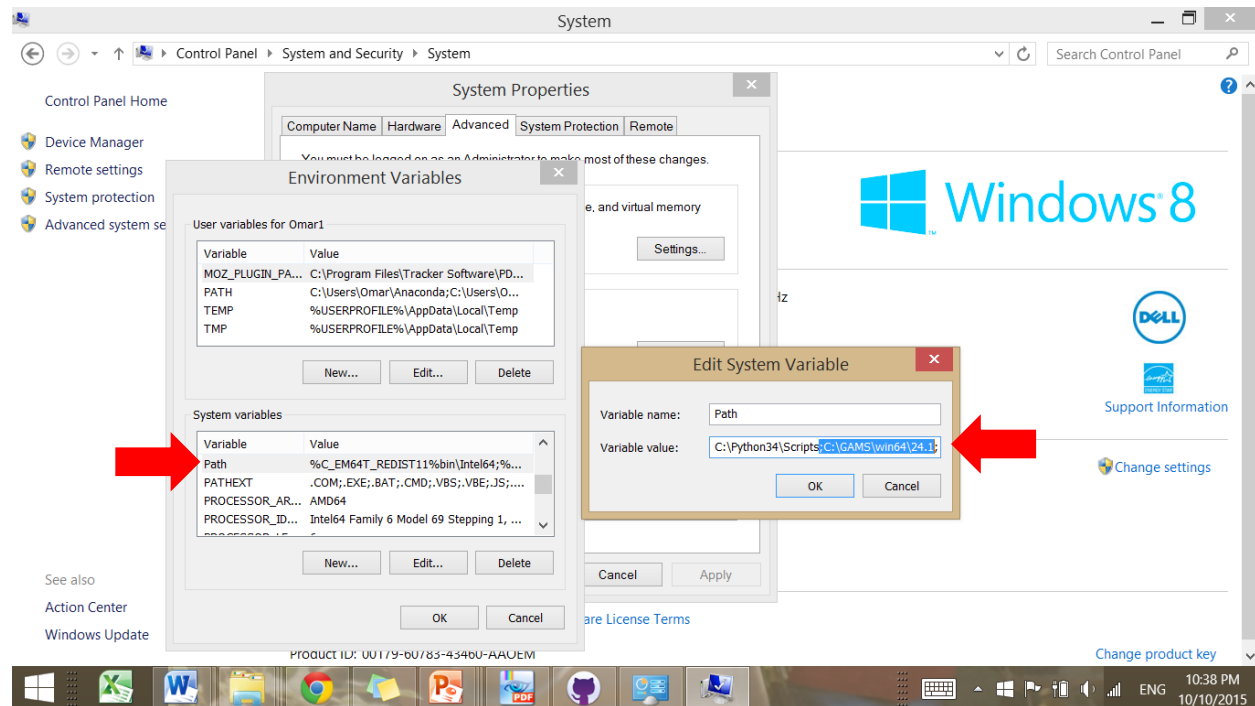 System
Control Panel ▸ System and Security ▸ System
Search Control Panel
Control Panel Home
Device Manager
Remote settings
System protection
Advanced system se
System Properties
Computer Name Hardware Advanced System Protection Remote
You must be logged on as an Administrator to make most of these changes.
e, and virtual memory
Settings...
Environment Variables
User variables for Omar1
Variable Value
MOZ_PLUGIN_PA... C:\Program Files\Tracker Software\PD...
PATH C:\Users\Omar\Anaconda;C:\Users\O...
TEMP %USERPROFILE%\AppData\Local\Temp
TMP %USERPROFILE%\AppData\Local\Temp
New... Edit... Delete
System variables
Variable Value
Path %C_EM64T_REDIST11%bin\Intel64;%...
PATHEXT .COM;.EXE;.BAT;.CMD;.VBS;.VBE;.JS;....
PROCESSOR_AR... AMD64
PROCESSOR_ID... Intel64 Family 6 Model 69 Stepping 1, ...
New... Edit... Delete
OK Cancel
Edit System Variable
Variable name: Path
Variable value: C:\Python34\Scripts;C:\GAMS\win64\24.1;
OK Cancel
Cancel Apply
Windows 8
Hz
DELL
Support Information
Change settings
See also
Action Center
Windows Update
are License Terms
Product ID: 00179-60783-43460-AAOEM
Change product key
PDF
ENG
10:38 PM
10/10/2015